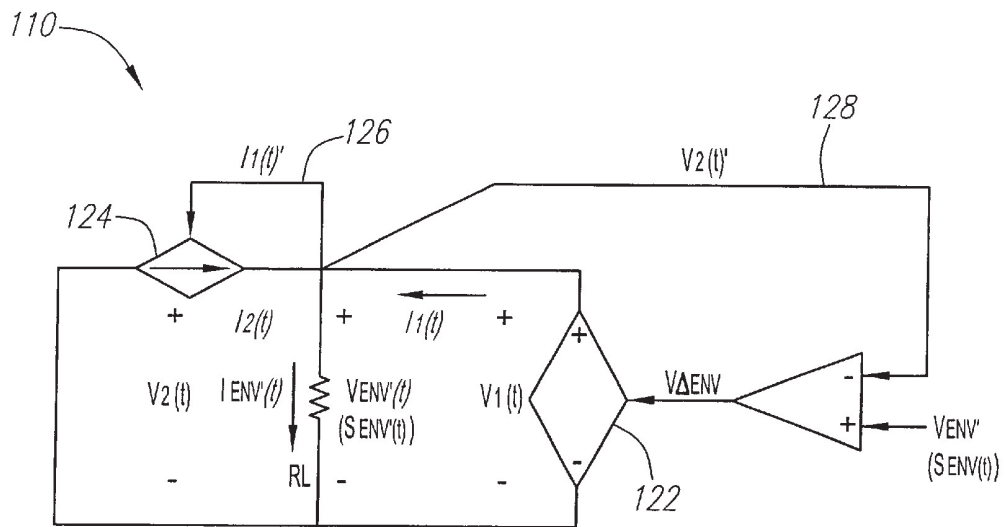 110
126
128
I1(t)'
V2(t)'
124
+
I2(t)
+
I1(t)
+
+
-
V2(t)
IENV'(t)
VENV'(t)
(SENV'(t))
V1(t)
VΔENV
+
VENV'
(SENV(t))
-
RL
-
-
-
122